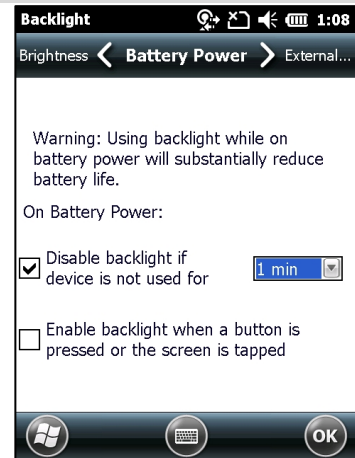 Backlight 1:08
Brightness Battery Power External...
Warning: Using backlight while on
battery power will substantially reduce
battery life.
On Battery Power:
Disable backlight if
device is not used for
1 min
Enable backlight when a button is
pressed or the screen is tapped
OK